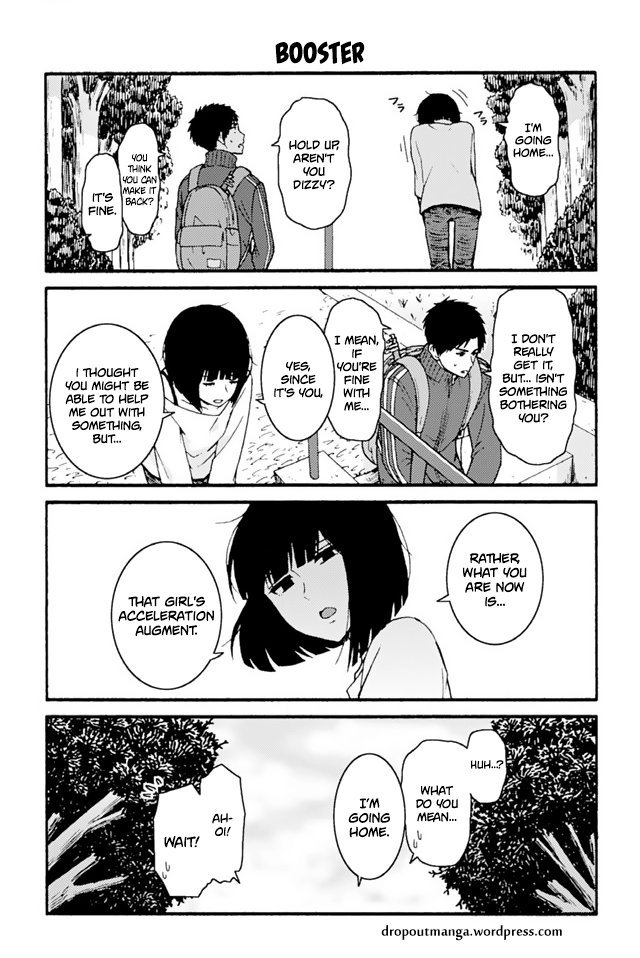 BOOSTER
I'M
GOING
HOME...
HOLD UP,
AREN'T
YOU
DIZZY?
YOU
THINK
YOU CAN
MAKE IT
BACK?
IT'S
FINE.
I DON'T
REALLY
GET IT,
BUT... ISN'T
SOMETHING
BOTHERING
YOU?
I MEAN,
IF
YOU'RE
FINE
WITH
ME...
YES,
SINCE
IT'S YOU,
I THOUGHT
YOU MIGHT BE
ABLE TO HELP
ME OUT WITH
SOMETHING,
BUT...
RATHER,
WHAT YOU
ARE NOW
IS...
THAT GIRL'S
ACCELERATION
AUGMENT.
HUH..?
WHAT
DO YOU
MEAN...
I'M
GOING
HOME.
AH-
OI!
WAIT!
dropoutmanga.wordpress.com